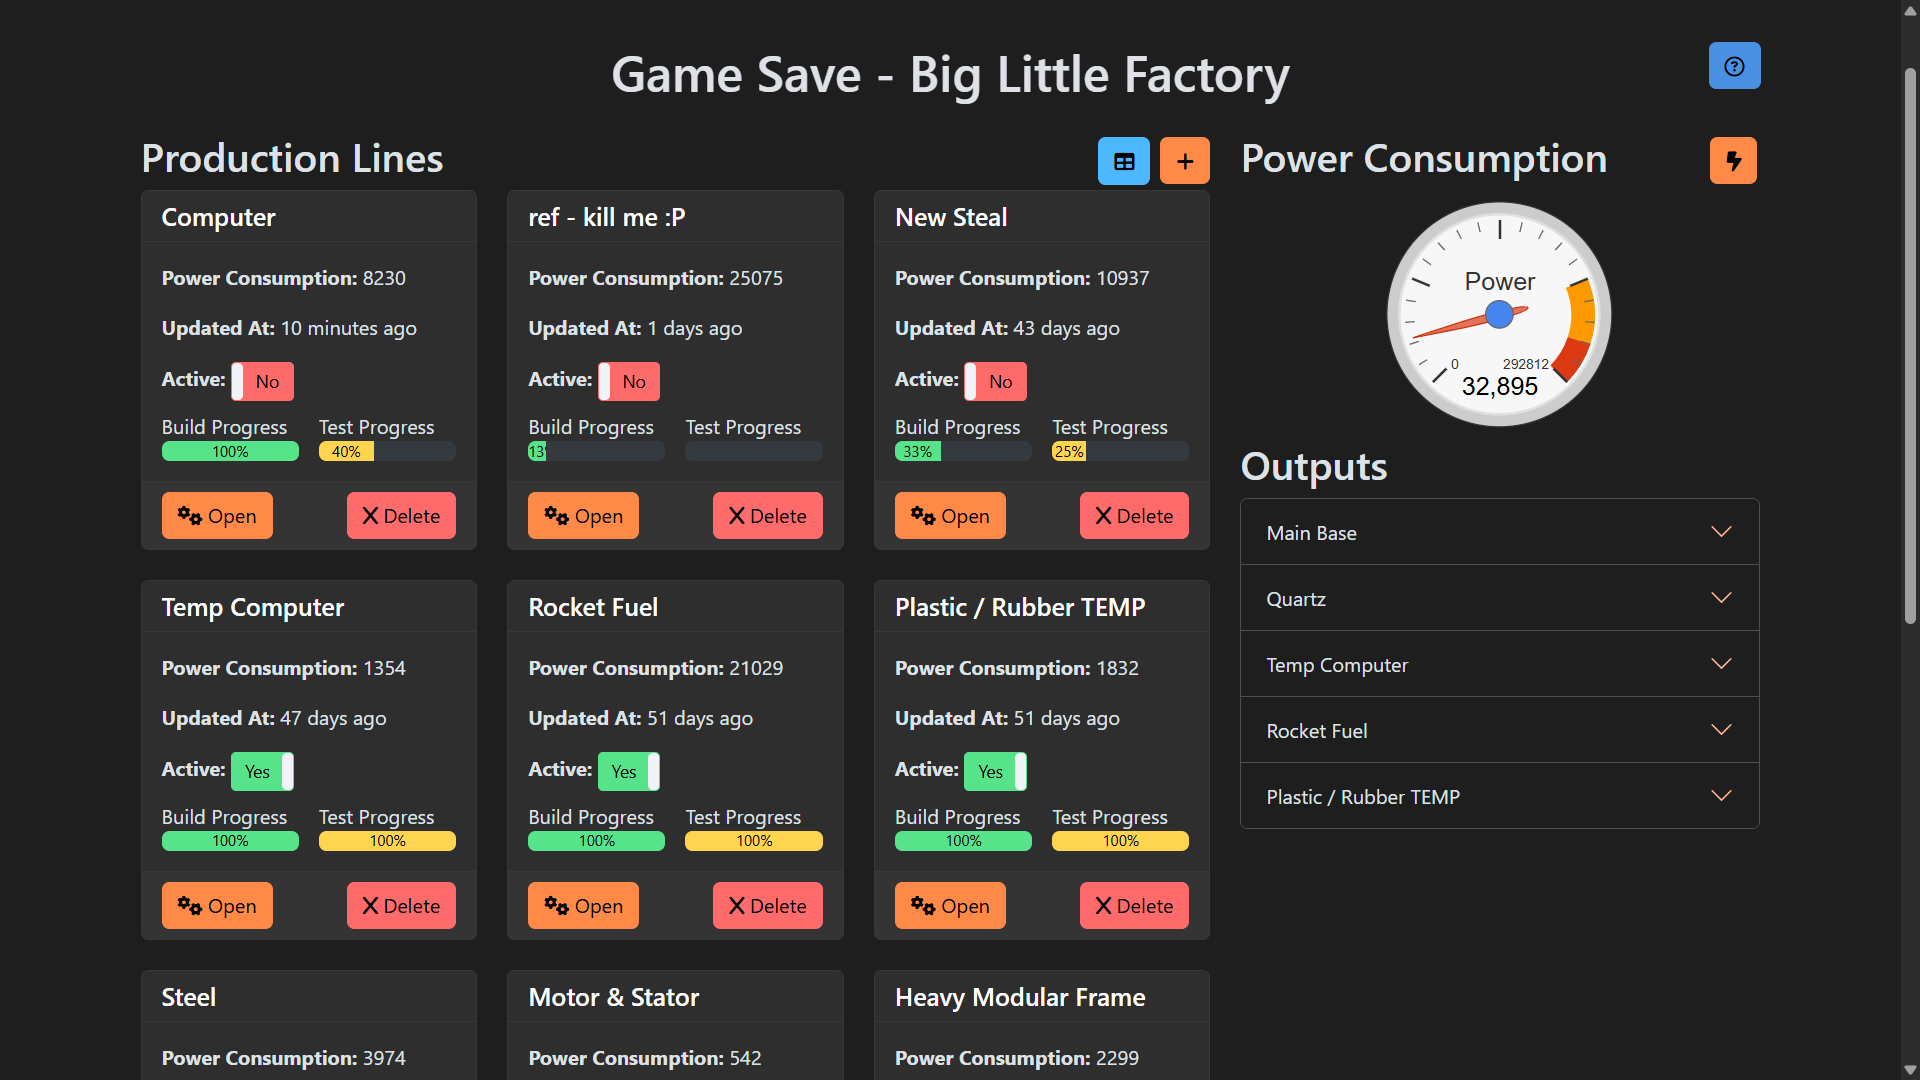 Game Save - Big Little Factory
Production Lines
Computer
Power Consumption: 8230
Updated At: 10 minutes ago
Active: No
Build Progress
100%
Test Progress
40%
Open
Delete
ref - kill me :P
Power Consumption: 25075
Updated At: 1 days ago
Active: No
Build Progress
13
Test Progress
Open
Delete
New Steal
Power Consumption: 10937
Updated At: 43 days ago
Active: No
Build Progress
33%
Test Progress
25%
Open
Delete
Temp Computer
Power Consumption: 1354
Updated At: 47 days ago
Active: Yes
Build Progress
100%
Test Progress
100%
Open
Delete
Rocket Fuel
Power Consumption: 21029
Updated At: 51 days ago
Active: Yes
Build Progress
100%
Test Progress
100%
Open
Delete
Plastic / Rubber TEMP
Power Consumption: 1832
Updated At: 51 days ago
Active: Yes
Build Progress
100%
Test Progress
100%
Open
Delete
Steel
Power Consumption: 3974
Motor & Stator
Power Consumption: 542
Heavy Modular Frame
Power Consumption: 2299
Power Consumption
Power
0
292812
32,895
Outputs
Main Base
Quartz
Temp Computer
Rocket Fuel
Plastic / Rubber TEMP